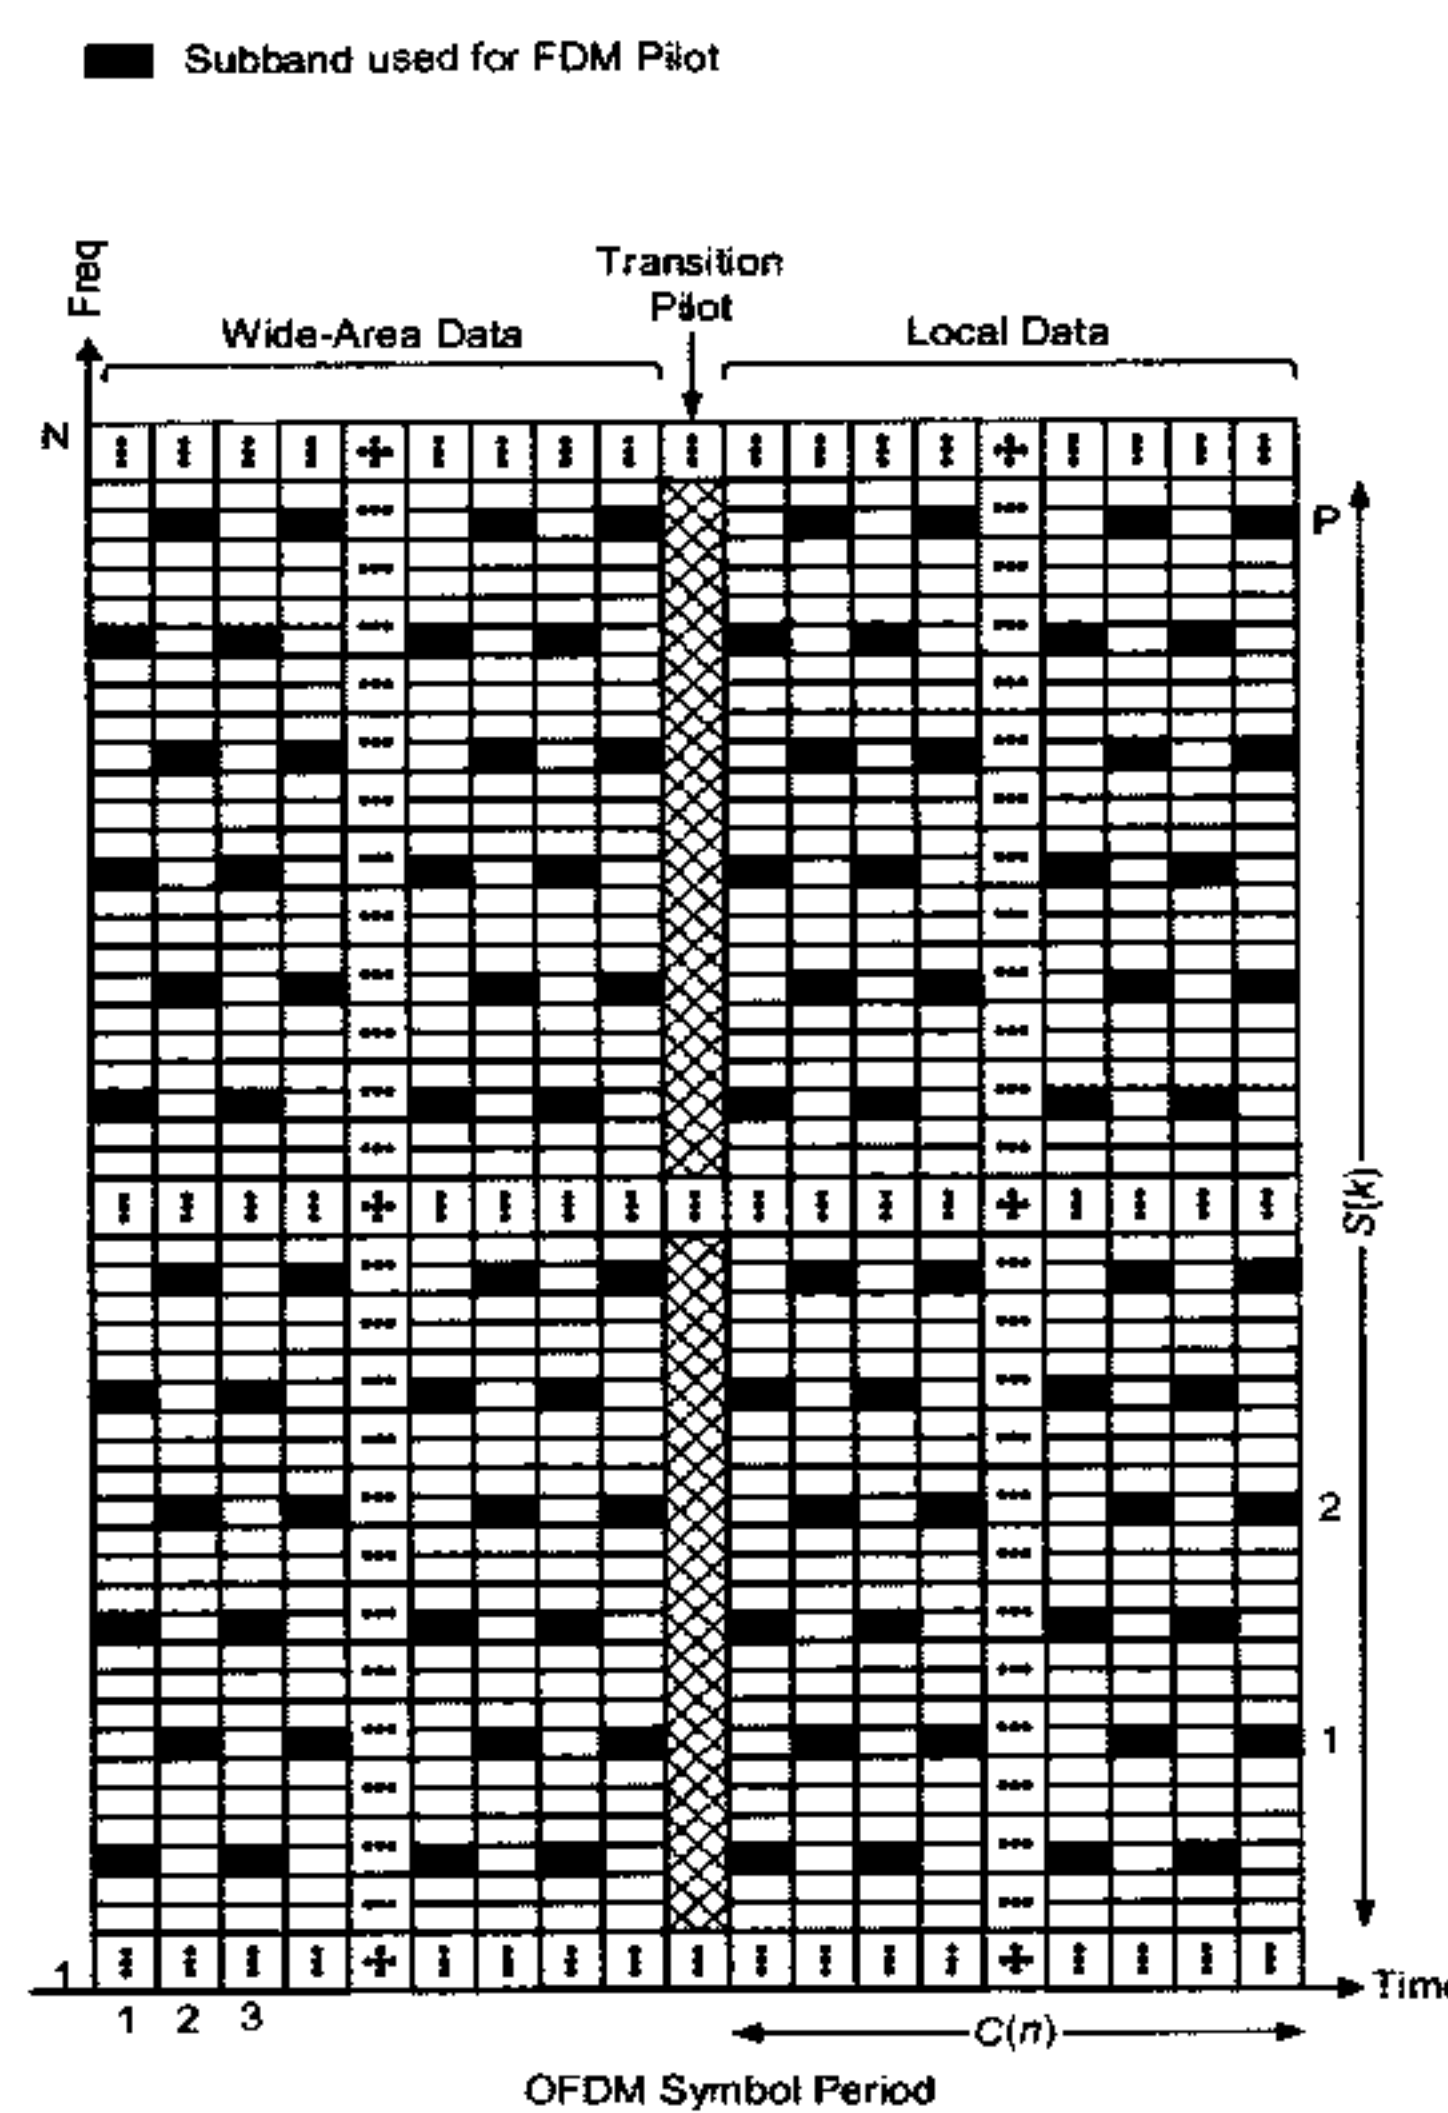 Subband used for FDM Pilot
Freq
Transition
Pilot
Wide-Area Data
Local Data
N
P
S(k)
2
1
1
Time
1 2 3
C(n)
OFDM Symbol Period